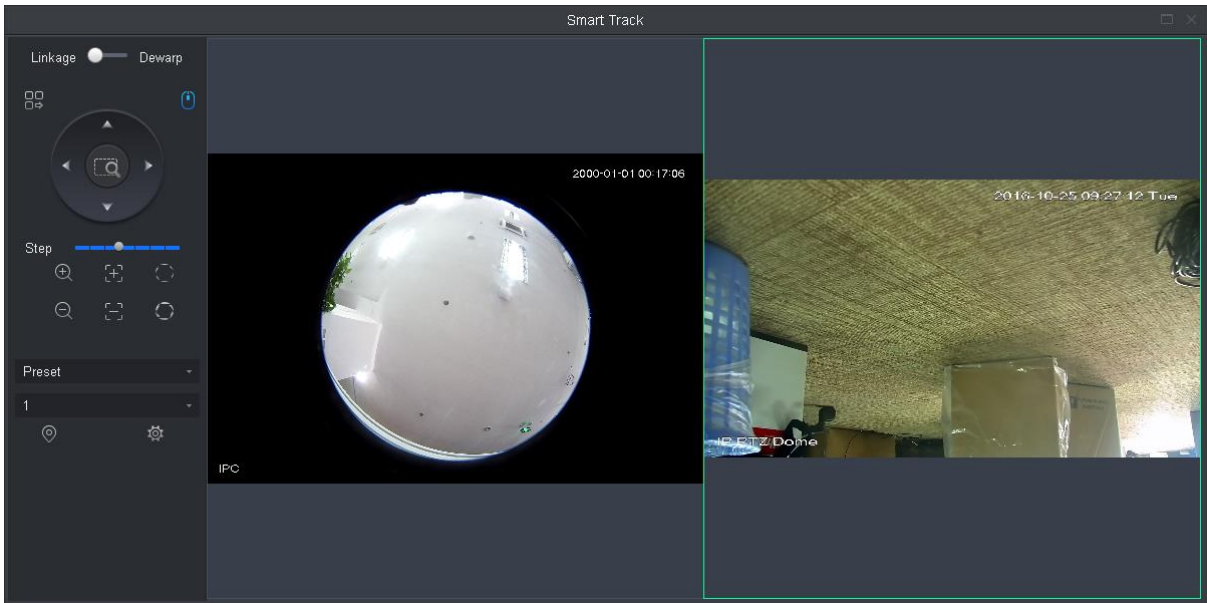 Smart Track
Linkage Dewarp
Step
Preset
1
2000-01-01 00:17:06
IPC
2016-10-25 09:27:12 Tue
IP PTZ Dome